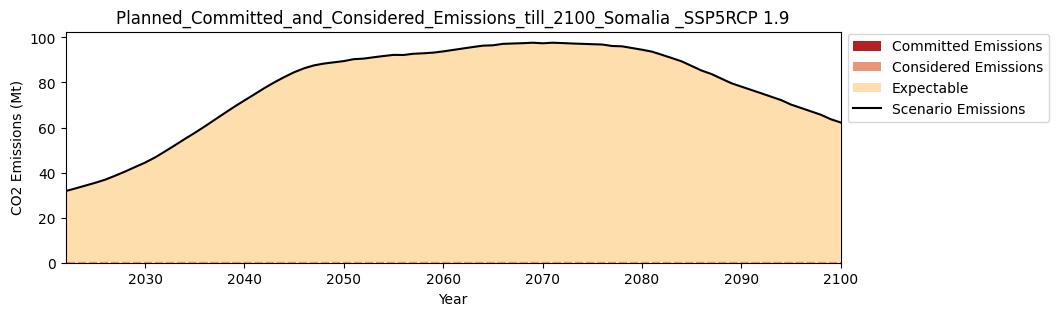 Planned_Committed_and_Considered_Emissions_till_2100_Somalia _SSP5RCP 1.9
CO2 Emissions (Mt)
100
80
60
40
20
0
2030
2040
2050
2060
2070
2080
2090
2100
Year
Committed Emissions
Considered Emissions
Expectable
Scenario Emissions